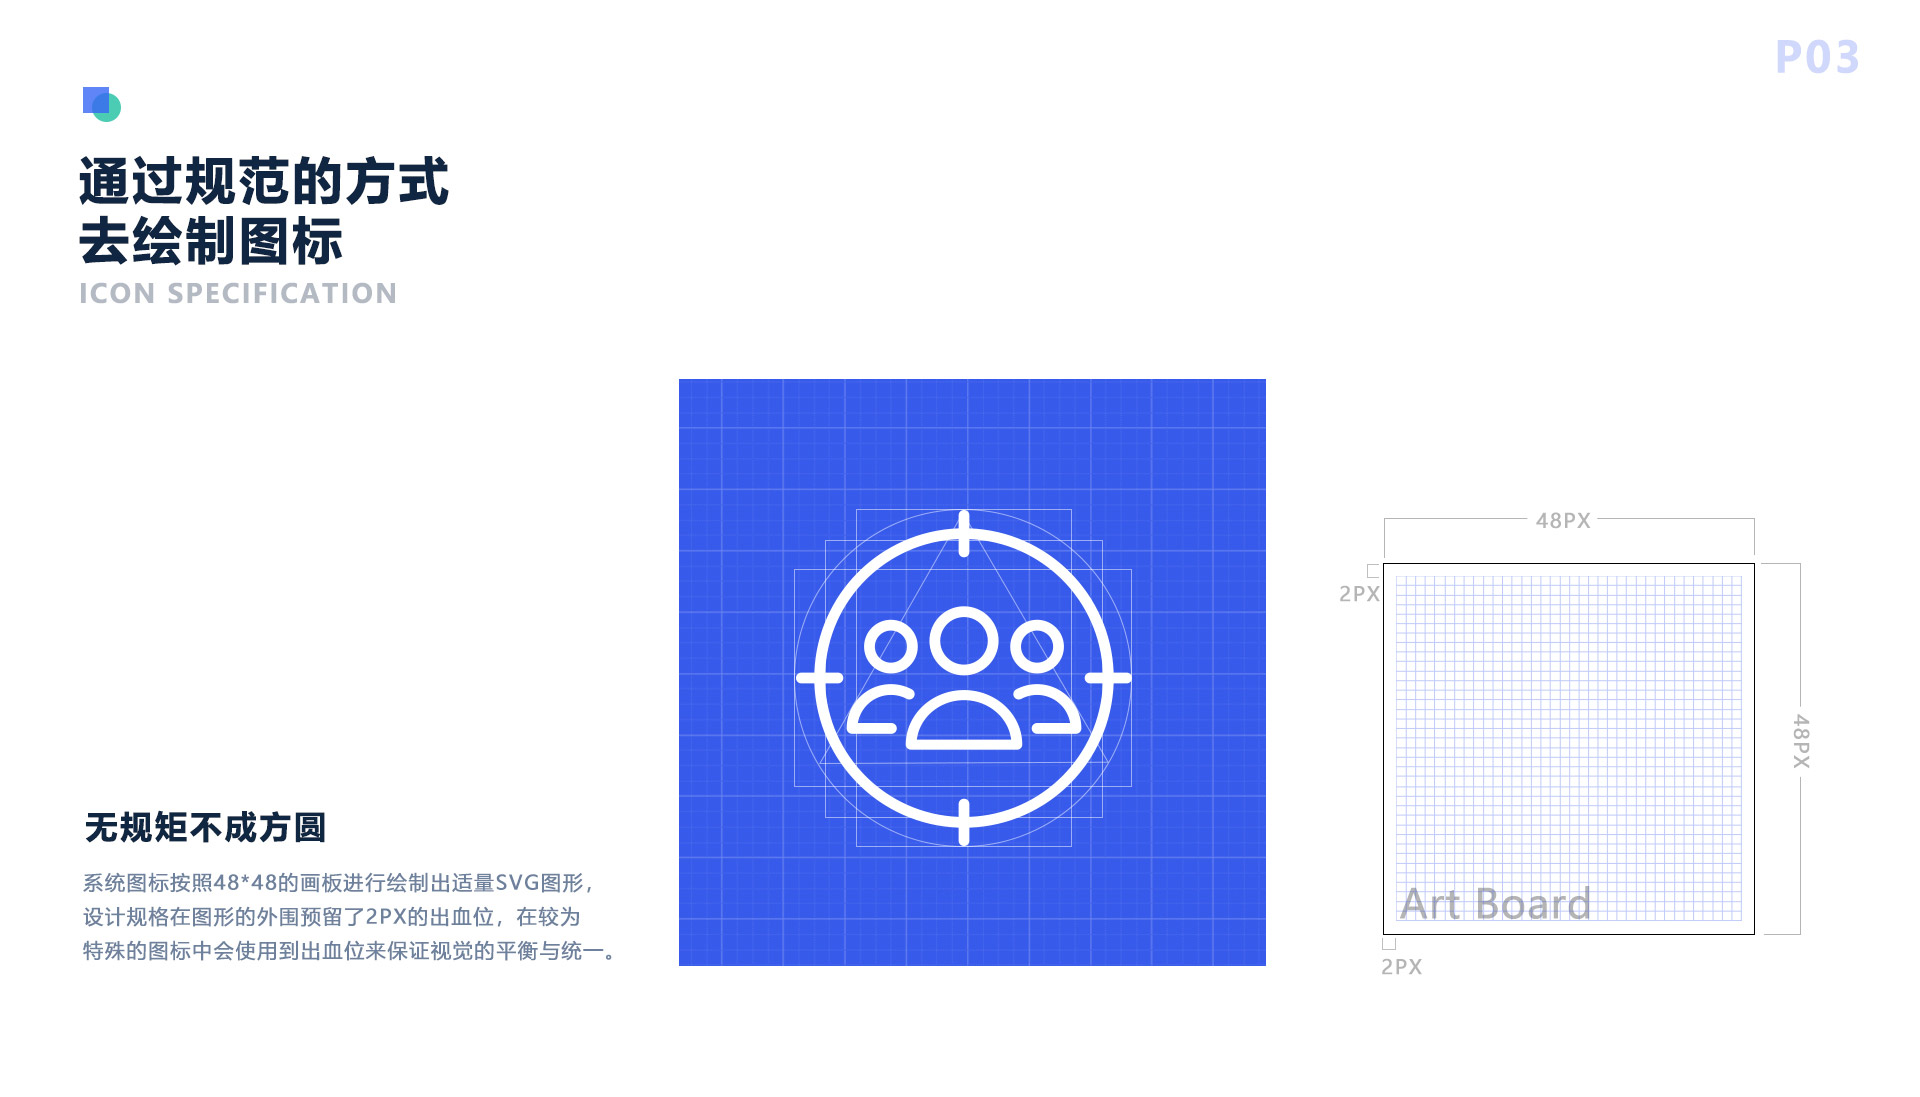 P03
通过规范的方式
去绘制图标
ICON SPECIFICATION
48PX
2PX
48PX
Art Board
2PX
无规矩不成方圆
系统图标按照48*48的画板进行绘制出适量SVG图形，
设计规格在图形的外围预留了2PX的出血位，在较为
特殊的图标中会使用到出血位来保证视觉的平衡与统一。